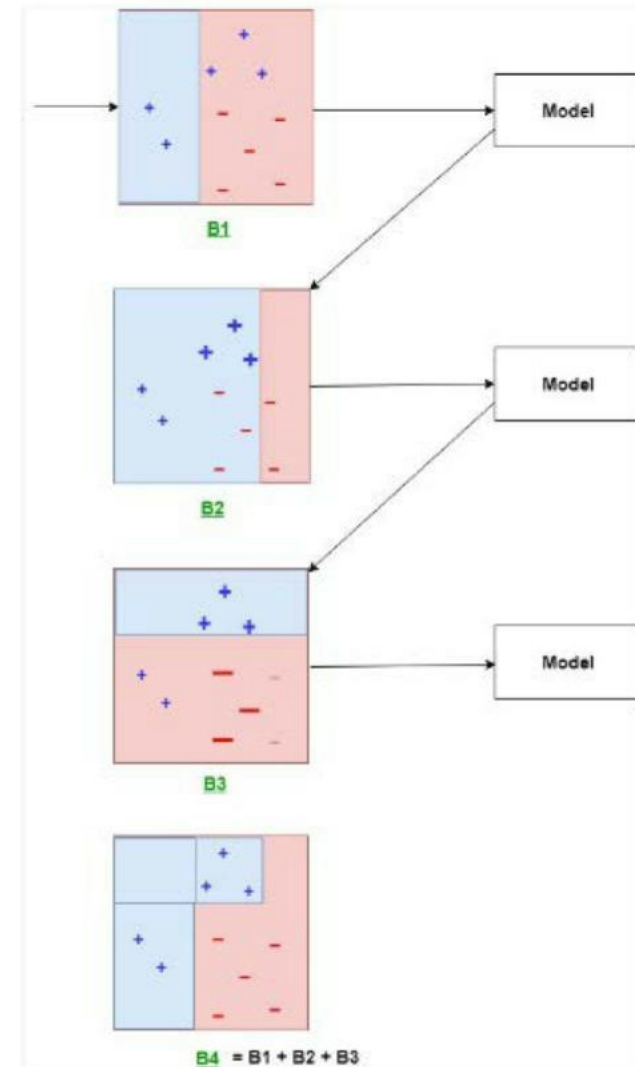 Model
B1
Model
B2
Model
B3
B4 = B1 + B2 + B3